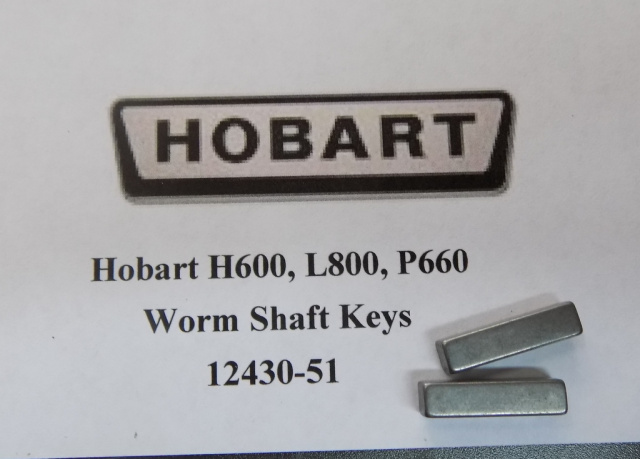 HOBART
Hobart H600, L800, P660
Worm Shaft Keys
12430-51